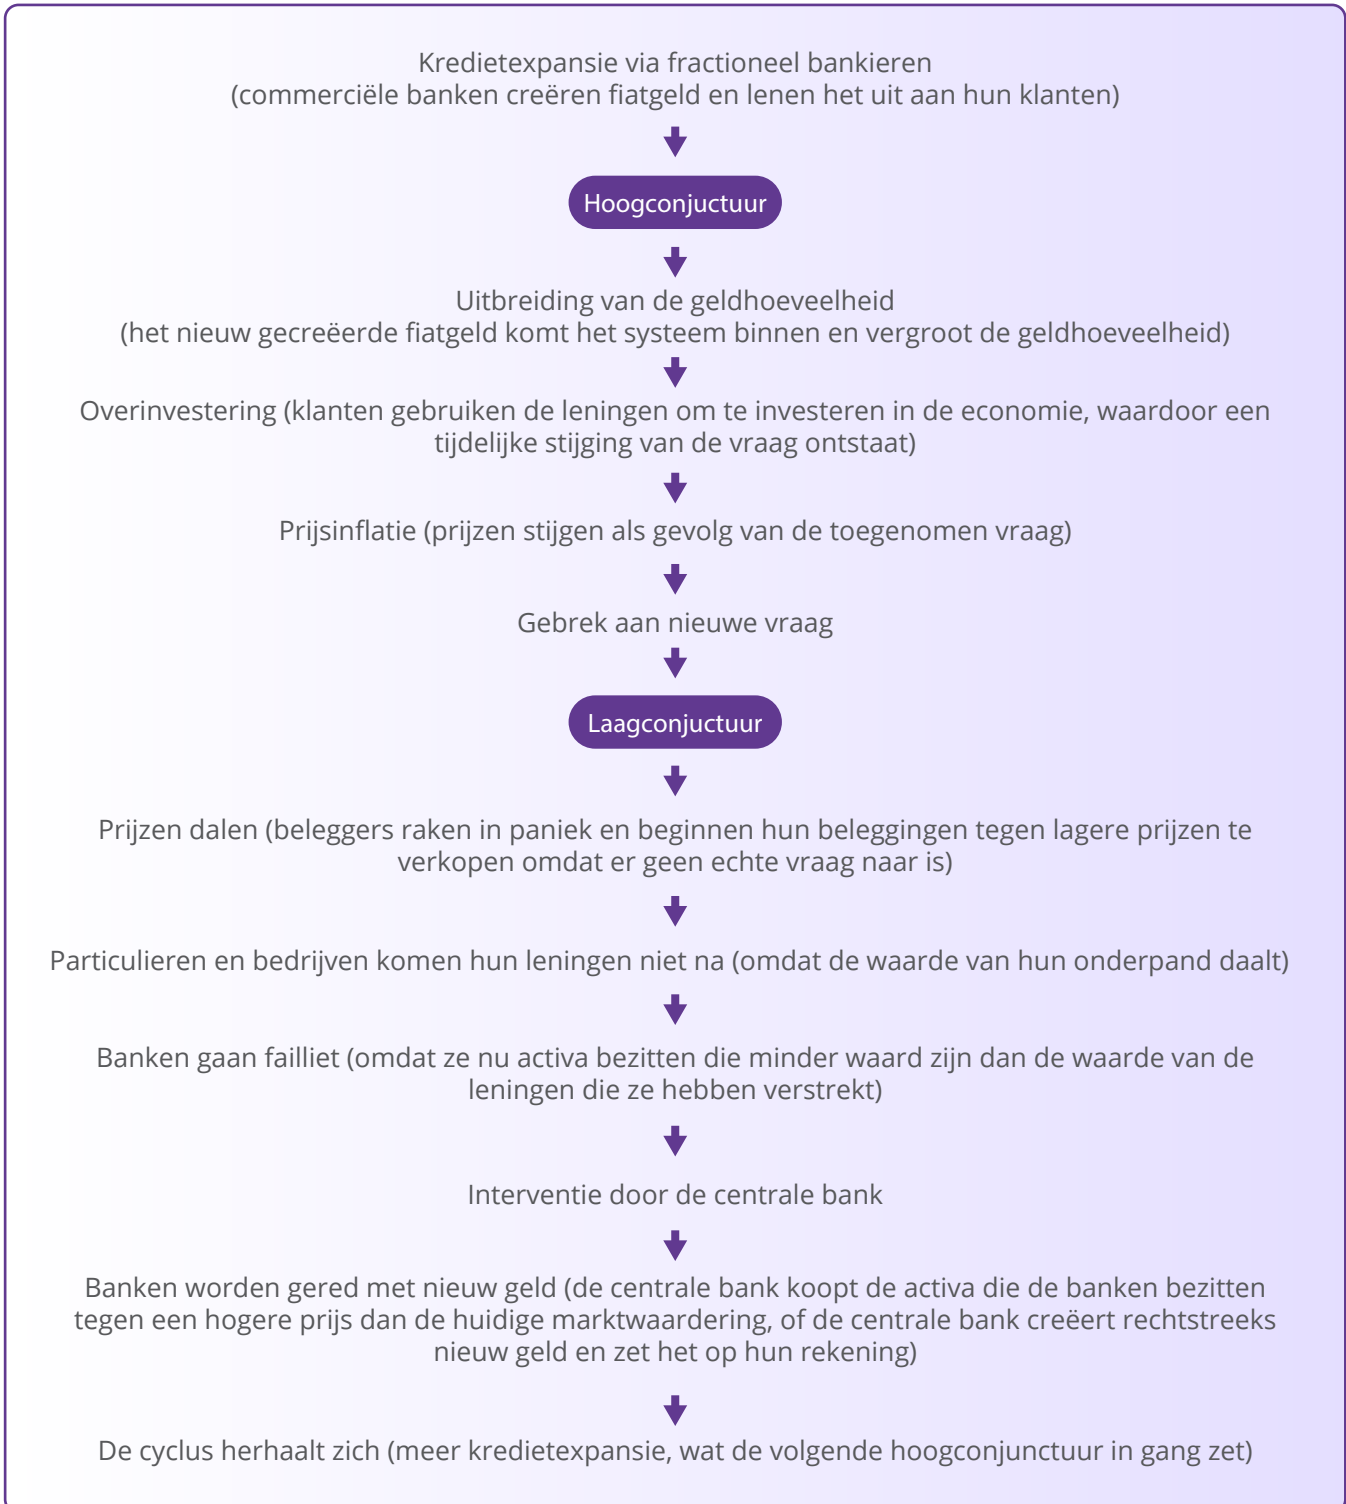 Kredietexpansie via fractioneel bankieren
(commerciële banken creëren fiatgeld en lenen het uit aan hun klanten)
Hoogconjuctuur
Uitbreiding van de geldhoeveelheid
(het nieuw gecreëerde fiatgeld komt het systeem binnen en vergroot de geldhoeveelheid)
Overinvestering (klanten gebruiken de leningen om te investeren in de economie, waardoor een
tijdelijke stijging van de vraag ontstaat)
Prijsinflatie (prijzen stijgen als gevolg van de toegenomen vraag)
Gebrek aan nieuwe vraag
Laagconjuctuur
Prijzen dalen (beleggers raken in paniek en beginnen hun beleggingen tegen lagere prijzen te
verkopen omdat er geen echte vraag naar is)
Particulieren en bedrijven komen hun leningen niet na (omdat de waarde van hun onderpand daalt)
Banken gaan failliet (omdat ze nu activa bezitten die minder waard zijn dan de waarde van de
leningen die ze hebben verstrekt)
Interventie door de centrale bank
Banken worden gered met nieuw geld (de centrale bank koopt de activa die de banken bezitten
tegen een hogere prijs dan de huidige marktwaardering, of de centrale bank creëert rechtstreeks
nieuw geld en zet het op hun rekening)
De cyclus herhaalt zich (meer kredietexpansie, wat de volgende hoogconjunctuur in gang zet)